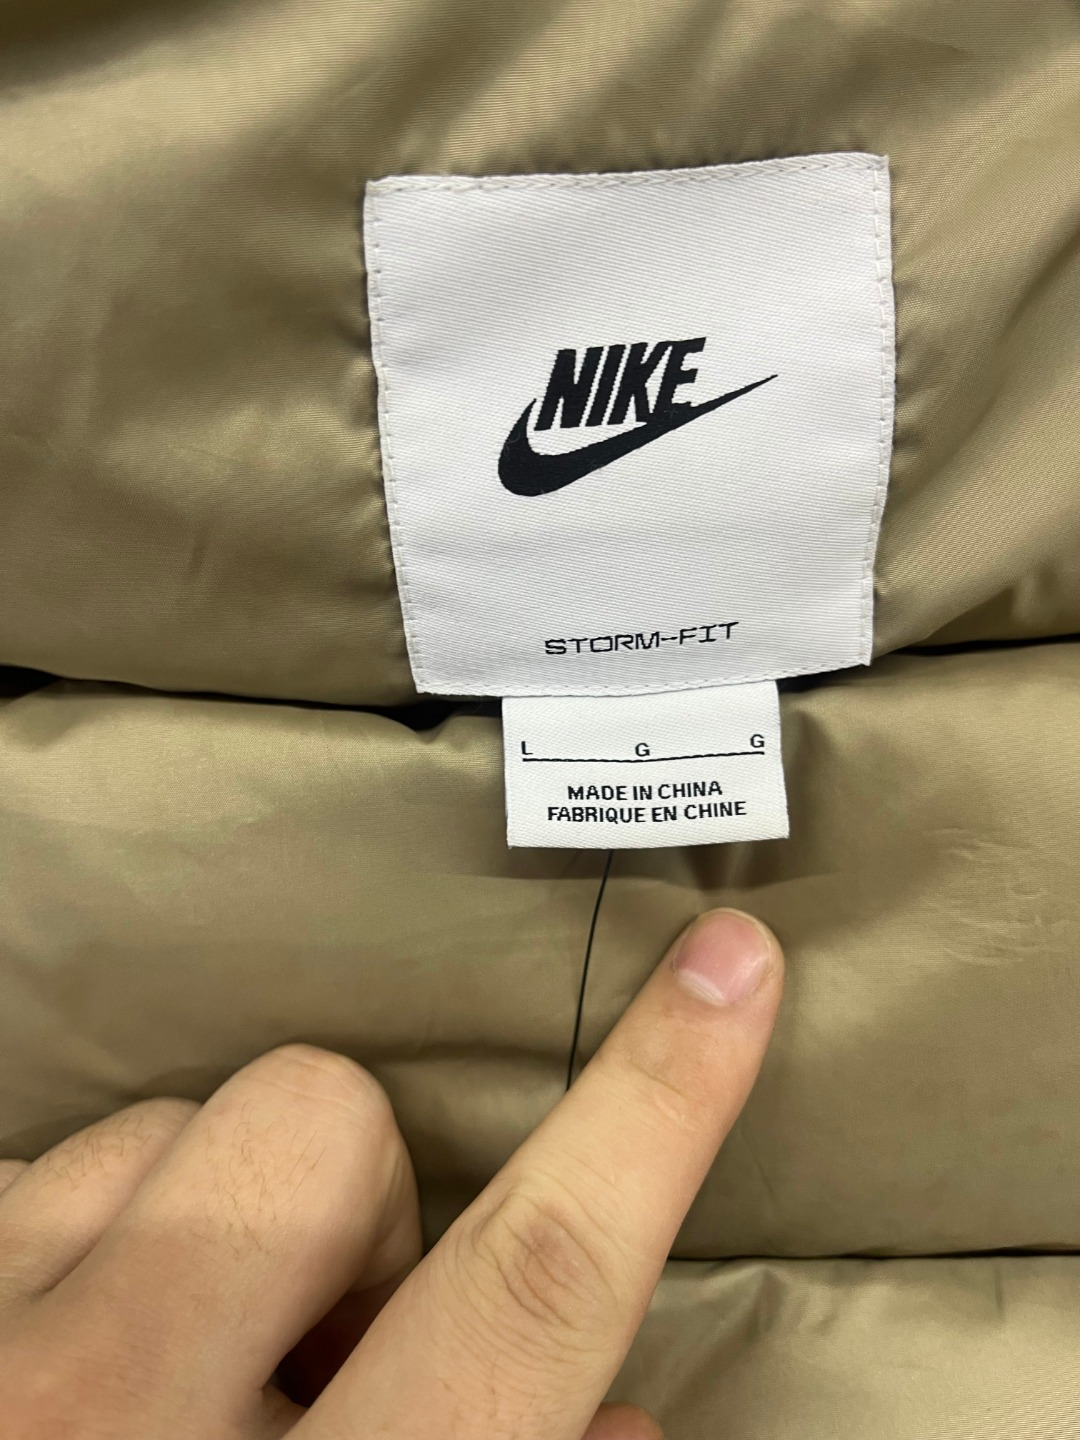 NIKE
STORM-FIT
L G G
MADE IN CHINA
FABRIQUE EN CHINE